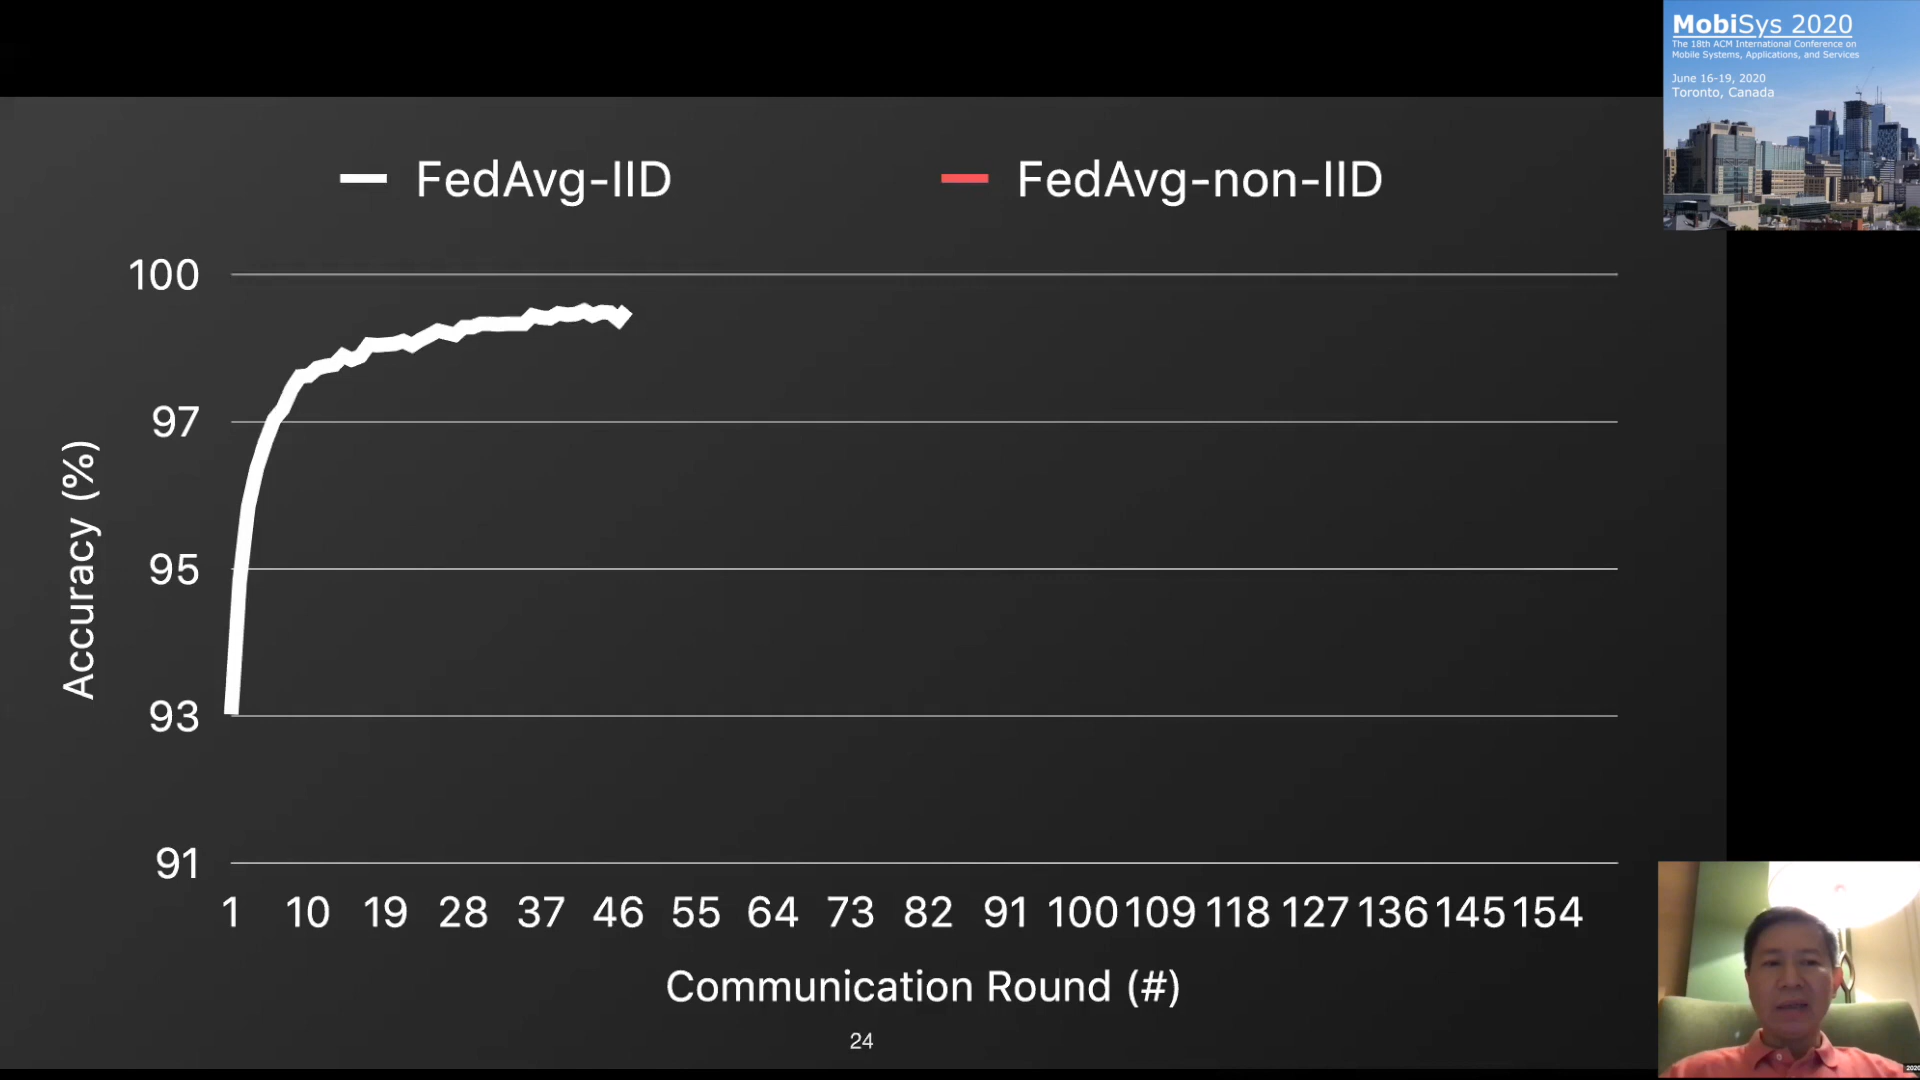 MobiSys 2020
The 18th ACM International Conference on
Mobile Systems, Applications, and Services
June 16-19, 2020
Toronto, Canada
FedAvg-IID
FedAvg-non-IID
100
97
95
93
91
Accuracy (%)
1 10 19 28 37 46 55 64 73 82 91 100 109 118 127 136 145 154
Communication Round (#)
24